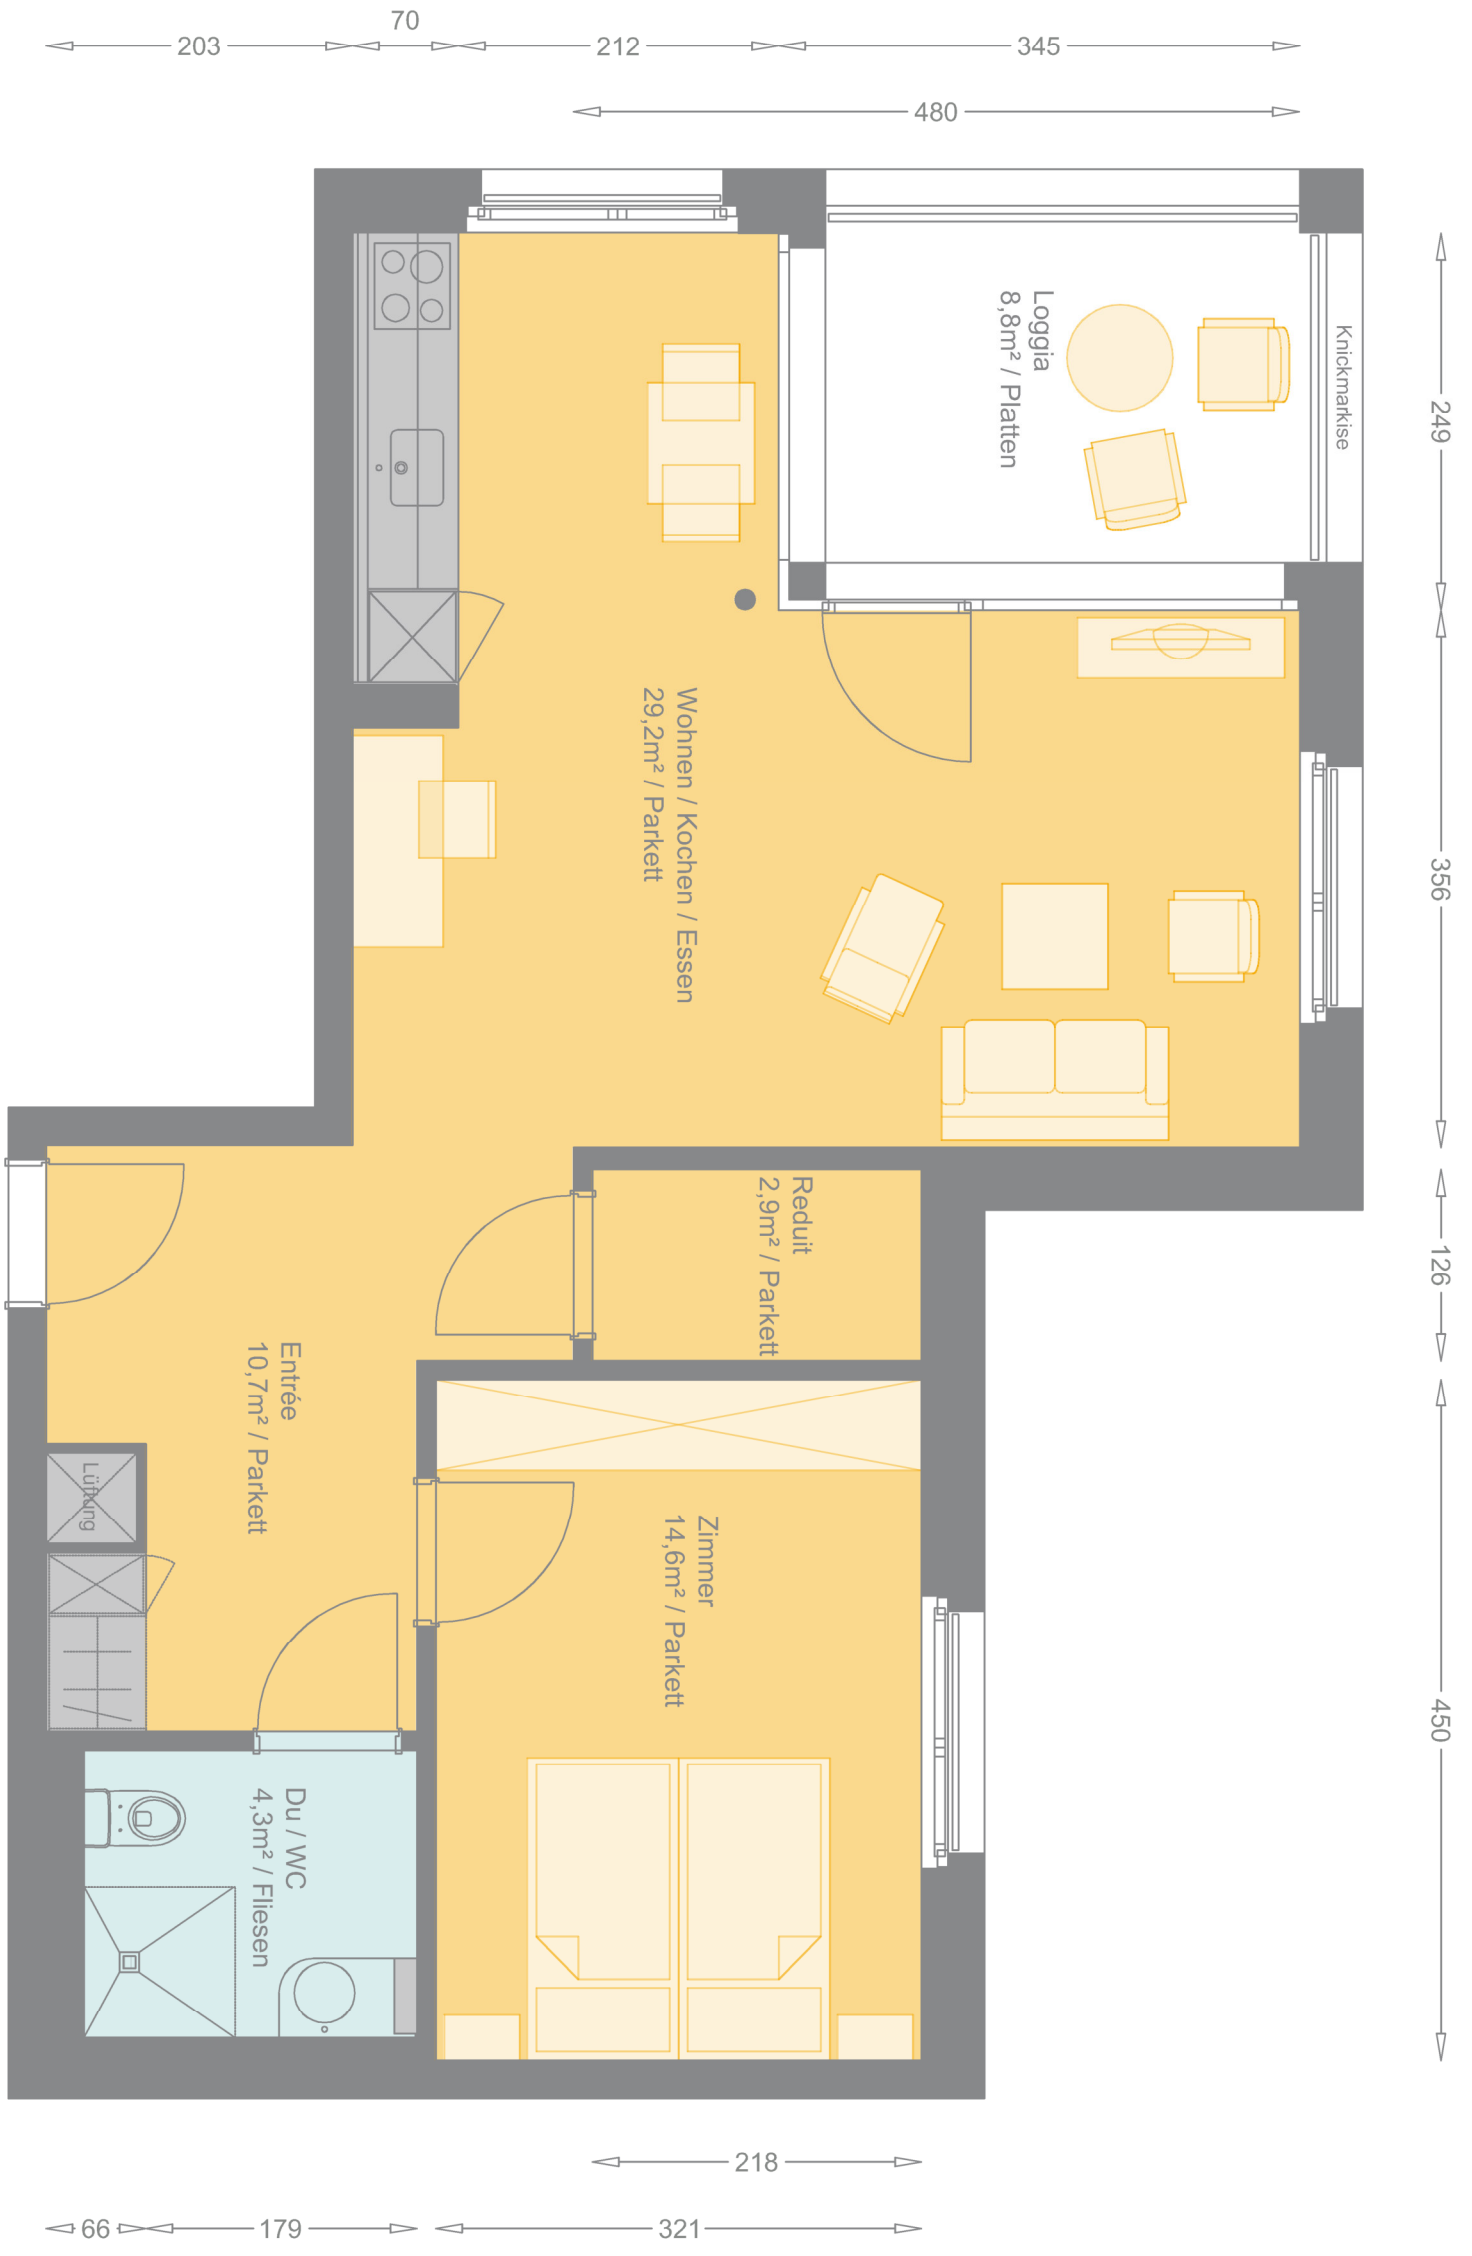 70
203
212
345
480
Loggia
8,8m² / Platten
Knickmarkise
249
Wohnen / Kochen / Essen
29,2m² / Parkett
356
Reduit
2,9m² / Parkett
126
Entrée
10,7m² / Parkett
Lüftung
Zimmer
14,6m² / Parkett
450
Du / WC
4,3m² / Fliesen
218
66
179
321